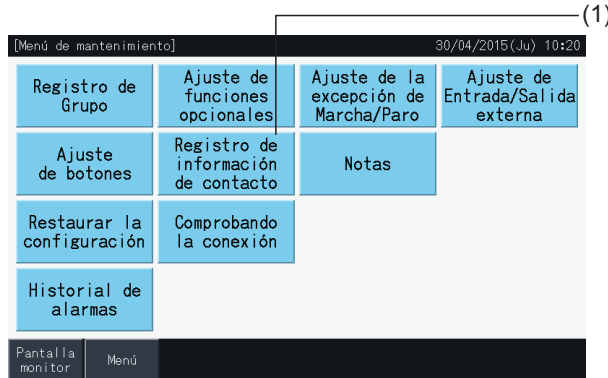 (1)
[Menú de mantenimiento] 30/04/2015(Ju) 10:20
Registro de
Grupo
Ajuste de
funciones
opcionales
Ajuste de la
excepción de
Marcha/Paro
Ajuste de
Entrada/Salida
externa
Ajuste
de botones
Registro de
información
de contacto
Notas
Restaurar la
configuración
Comprobando
la conexión
Historial de
alarmas
Pantalla
monitor
Menú